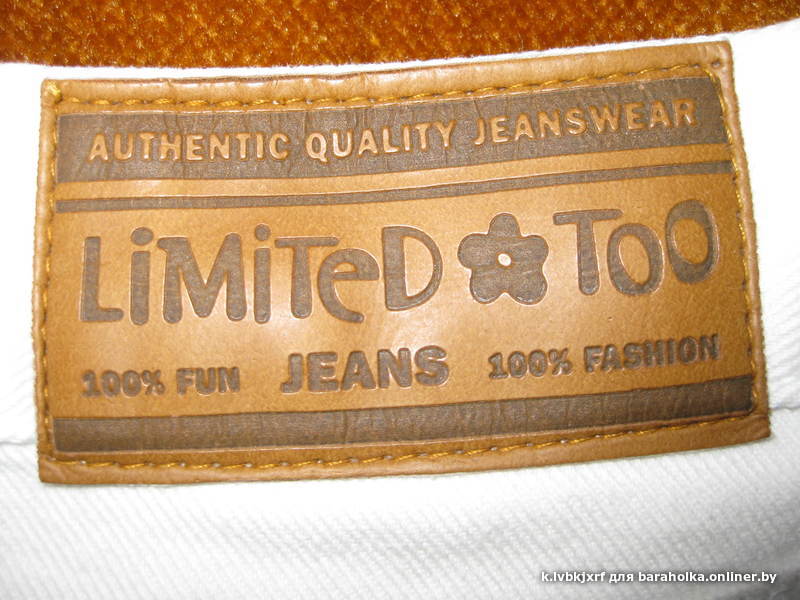 AUTHENTIC QUALITY JEANSWEAR
LiMiTeD TOO
100% FUN JEANS 100% FASHION
k.lvbkjxrf для baraholka.onliner.by